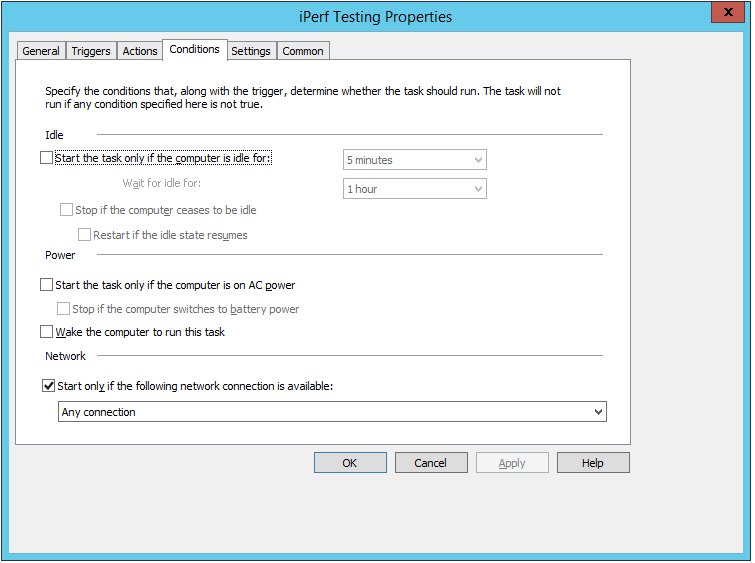 iPerf Testing Properties
x
General Triggers Actions Conditions Settings Common
Specify the conditions that, along with the trigger, determine whether the task should run. The task will not
run if any condition specified here is not true.
Idle
Start the task only if the computer is idle for: 5 minutes
Wait for idle for: 1 hour
Stop if the computer ceases to be idle
Restart if the idle state resumes
Power
Start the task only if the computer is on AC power
Stop if the computer switches to battery power
Wake the computer to run this task
Network
Start only if the following network connection is available:
Any connection
OK Cancel Apply Help